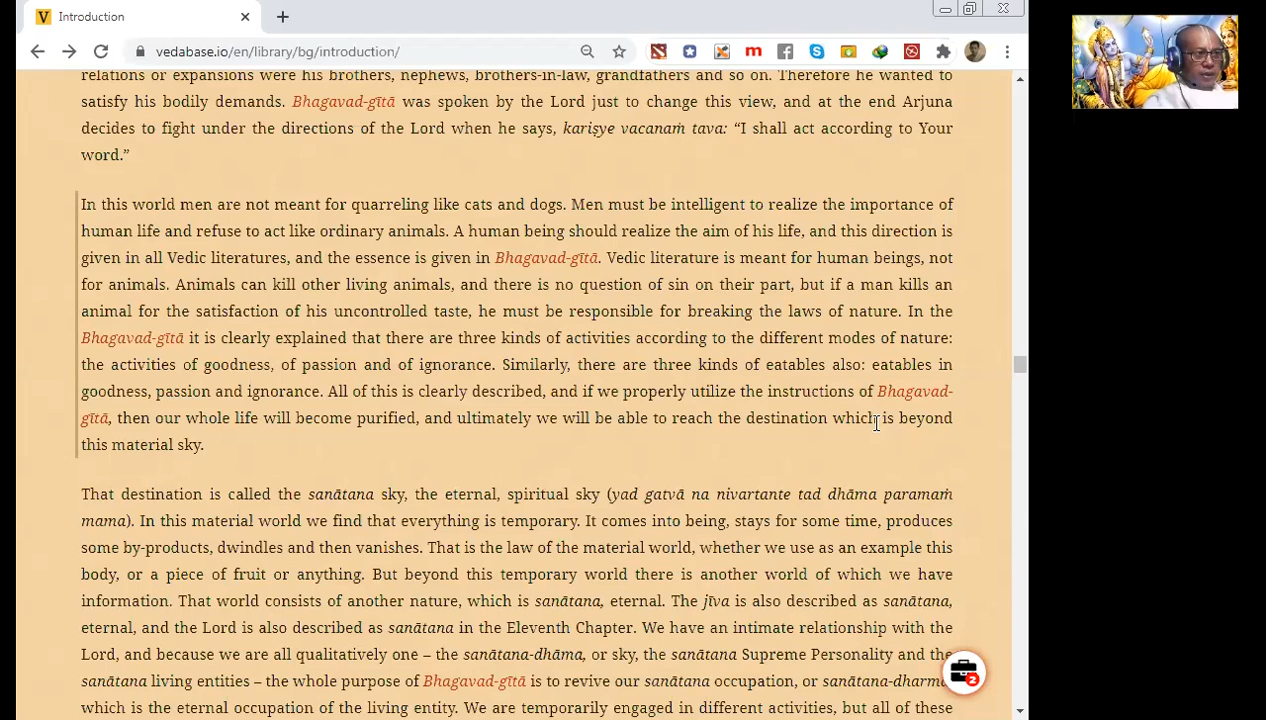 Introduction
vedabase.io/en/library/bg/introduction/
relations or expansions were his brothers, nephews, brothers-in-law, grandfathers and so on. Therefore he wanted to
satisfy his bodily demands. Bhagavad-gītā was spoken by the Lord just to change this view, and at the end Arjuna
decides to fight under the directions of the Lord when he says, kariṣye vacanaṁ tava: “I shall act according to Your
word.”
In this world men are not meant for quarreling like cats and dogs. Men must be intelligent to realize the importance of
human life and refuse to act like ordinary animals. A human being should realize the aim of his life, and this direction is
given in all Vedic literatures, and the essence is given in Bhagavad-gītā. Vedic literature is meant for human beings, not
for animals. Animals can kill other living animals, and there is no question of sin on their part, but if a man kills an
animal for the satisfaction of his uncontrolled taste, he must be responsible for breaking the laws of nature. In the
Bhagavad-gītā it is clearly explained that there are three kinds of activities according to the different modes of nature:
the activities of goodness, of passion and of ignorance. Similarly, there are three kinds of eatables also: eatables in
goodness, passion and ignorance. All of this is clearly described, and if we properly utilize the instructions of Bhagavad-
gītā, then our whole life will become purified, and ultimately we will be able to reach the destination which is beyond
this material sky.
That destination is called the sanātana sky, the eternal, spiritual sky (yad gatvā na nivartante tad dhāma paramaṁ
mama). In this material world we find that everything is temporary. It comes into being, stays for some time, produces
some by-products, dwindles and then vanishes. That is the law of the material world, whether we use as an example this
body, or a piece of fruit or anything. But beyond this temporary world there is another world of which we have
information. That world consists of another nature, which is sanātana, eternal. The jīva is also described as sanātana,
eternal, and the Lord is also described as sanātana in the Eleventh Chapter. We have an intimate relationship with the
Lord, and because we are all qualitatively one – the sanātana-dhāma, or sky, the sanātana Supreme Personality and the
sanātana living entities – the whole purpose of Bhagavad-gītā is to revive our sanātana occupation, or sanātana-dharma,
which is the eternal occupation of the living entity. We are temporarily engaged in different activities, but all of these
2